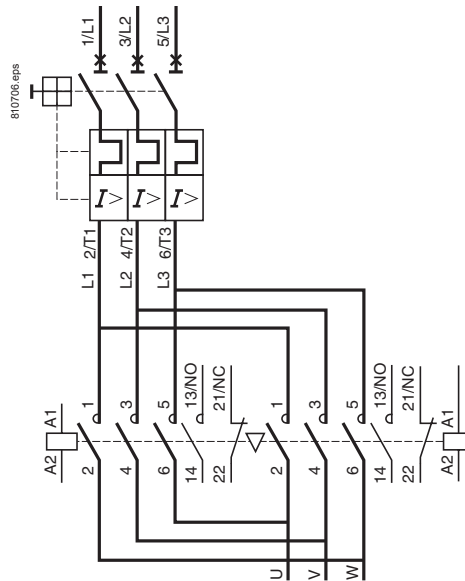 810706.eps
1/L1
3/L2
5/L3
I>
I>
I>
2/T1
4/T2
6/T3
L1
L2
L3
A1
1
3
5
13/NO
21/NC
1
3
5
13/NO
21/NC
A1
A2
2
4
6
14
22
2
4
6
14
22
A2
U
V
W